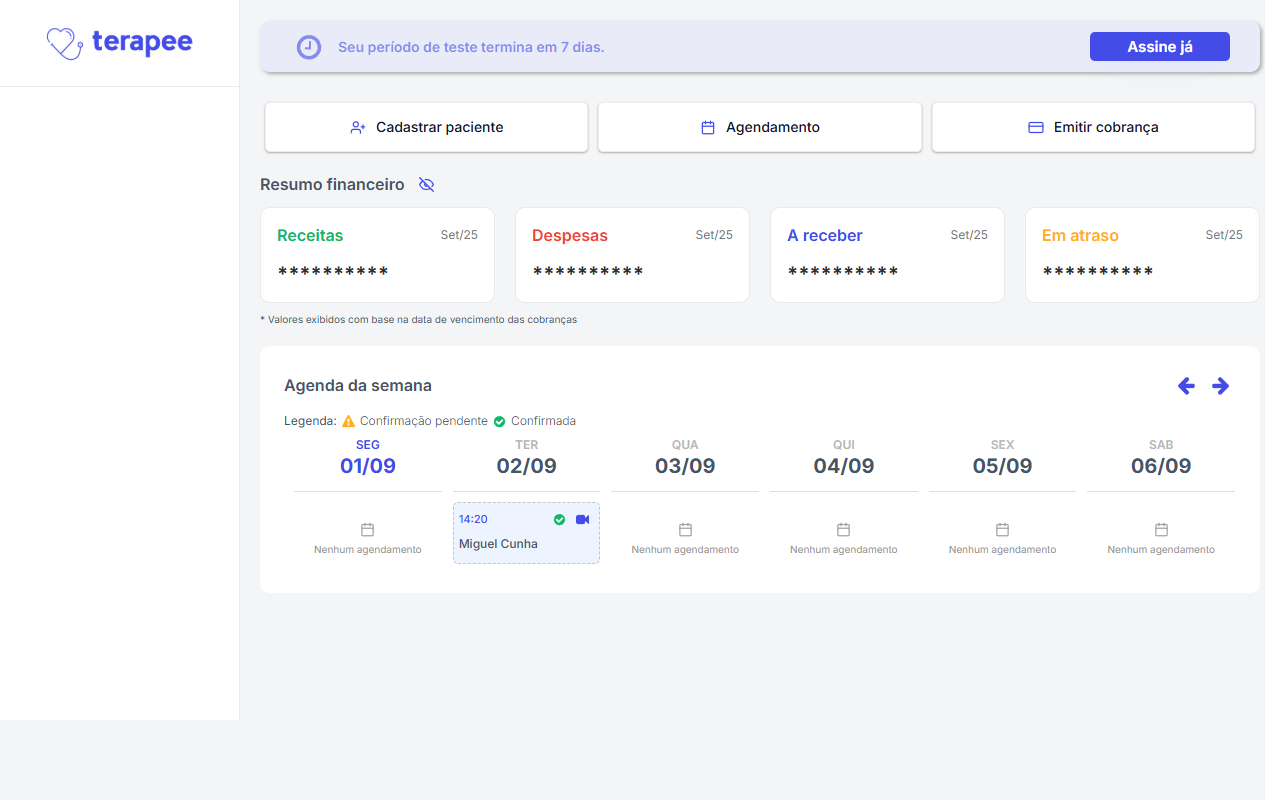 terapee
Seu período de teste termina em 7 dias.
Assine já
Cadastrar paciente
Agendamento
Emitir cobrança
Resumo financeiro
Receitas Set/25
**********
Despesas Set/25
**********
A receber Set/25
**********
Em atraso Set/25
**********
* Valores exibidos com base na data de vencimento das cobranças
Agenda da semana
Legenda: Confirmação pendente Confirmada
SEG TER QUA QUI SEX SAB
01/09 02/09 03/09 04/09 05/09 06/09
Nenhum agendamento
14:20
Miguel Cunha
Nenhum agendamento
Nenhum agendamento
Nenhum agendamento
Nenhum agendamento